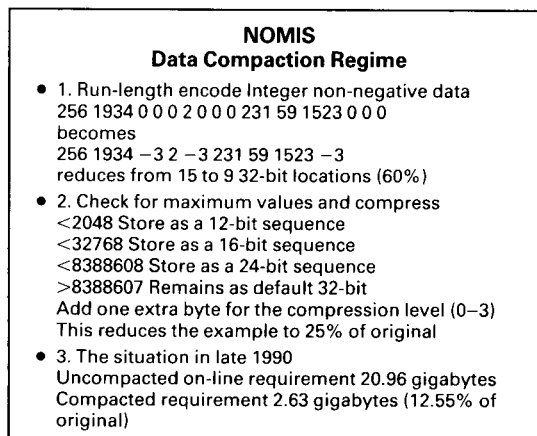 NOMIS
Data Compaction Regime
• 1. Run-length encode Integer non-negative data
256 1934 0 0 0 2 0 0 0 231 59 1523 0 0 0
becomes
256 1934 −3 2 −3 231 59 1523 −3
reduces from 15 to 9 32-bit locations (60%)
• 2. Check for maximum values and compress
<2048 Store as a 12-bit sequence
<32768 Store as a 16-bit sequence
<8388608 Store as a 24-bit sequence
>8388607 Remains as default 32-bit
Add one extra byte for the compression level (0–3)
This reduces the example to 25% of original
• 3. The situation in late 1990
Uncompacted on-line requirement 20.96 gigabytes
Compacted requirement 2.63 gigabytes (12.55% of
original)